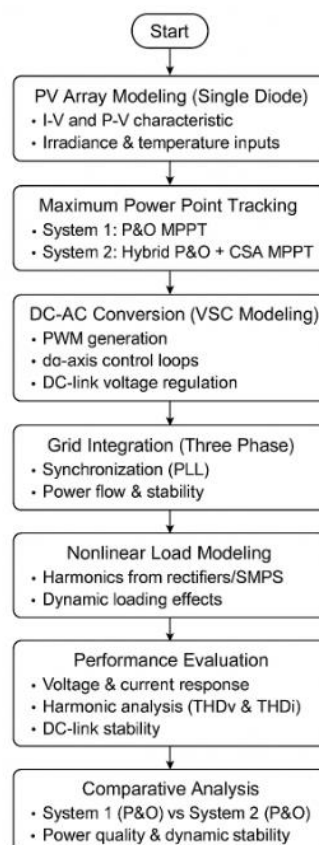 Start
PV Array Modeling (Single Diode)
• I-V and P-V characteristic
• Irradiance & temperature inputs
Maximum Power Point Tracking
• System 1: P&O MPPT
• System 2: Hybrid P&O + CSA MPPT
DC-AC Conversion (VSC Modeling)
• PWM generation
• dɑ-axis control loops
• DC-link voltage regulation
Grid Integration (Three Phase)
• Synchronization (PLL)
• Power flow & stability
Nonlinear Load Modeling
• Harmonics from rectifiers/SMPS
• Dynamic loading effects
Performance Evaluation
• Voltage & current response
• Harmonic analysis (THDv & THDi)
• DC-link stability
Comparative Analysis
• System 1 (P&O) vs System 2 (P&O)
• Power quality & dynamic stability